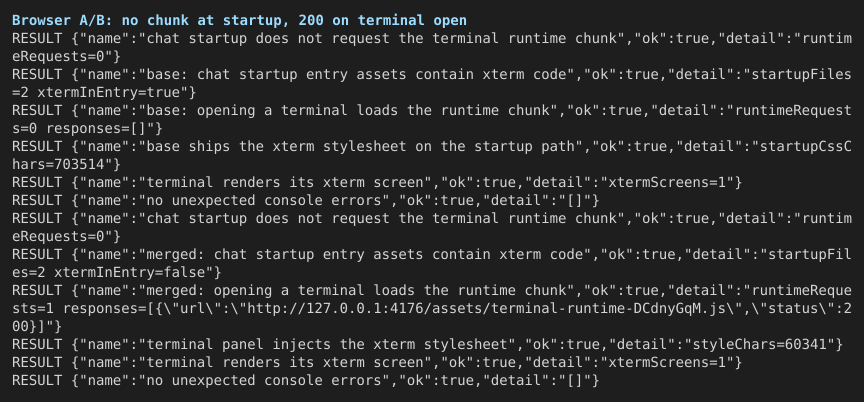 Browser A/B: no chunk at startup, 200 on terminal open
RESULT {"name":"chat startup does not request the terminal runtime chunk","ok":true,"detail":"runtim
eRequests=0"}
RESULT {"name":"base: chat startup entry assets contain xterm code","ok":true,"detail":"startupFiles
=2 xtermInEntry=true"}
RESULT {"name":"base: opening a terminal loads the runtime chunk","ok":true,"detail":"runtimeRequest
s=0 responses=[]"}
RESULT {"name":"base ships the xterm stylesheet on the startup path","ok":true,"detail":"startupCssC
hars=703514"}
RESULT {"name":"terminal renders its xterm screen","ok":true,"detail":"xtermScreens=1"}
RESULT {"name":"no unexpected console errors","ok":true,"detail":"[]"}
RESULT {"name":"chat startup does not request the terminal runtime chunk","ok":true,"detail":"runtim
eRequests=0"}
RESULT {"name":"merged: chat startup entry assets contain xterm code","ok":true,"detail":"startupFil
es=2 xtermInEntry=false"}
RESULT {"name":"merged: opening a terminal loads the runtime chunk","ok":true,"detail":"runtimeReque
sts=1 responses=[{\"url\":\"http://127.0.0.1:4176/assets/terminal-runtime-DCdnyGqM.js\",\"status\":2
00}]"}
RESULT {"name":"terminal panel injects the xterm stylesheet","ok":true,"detail":"styleChars=60341"}
RESULT {"name":"terminal renders its xterm screen","ok":true,"detail":"xtermScreens=1"}
RESULT {"name":"no unexpected console errors","ok":true,"detail":"[]"}